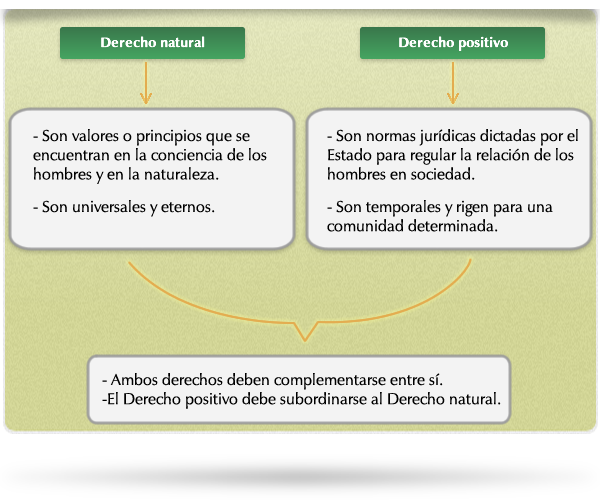 Derecho natural
- Son valores o principios que se
encuentran en la conciencia de los
hombres y en la naturaleza.
- Son universales y eternos.
Derecho positivo
- Son normas jurídicas dictadas por el
Estado para regular la relación de los
hombres en sociedad.
- Son temporales y rigen para una
comunidad determinada.
- Ambos derechos deben complementarse entre sí.
-El Derecho positivo debe subordinarse al Derecho natural.